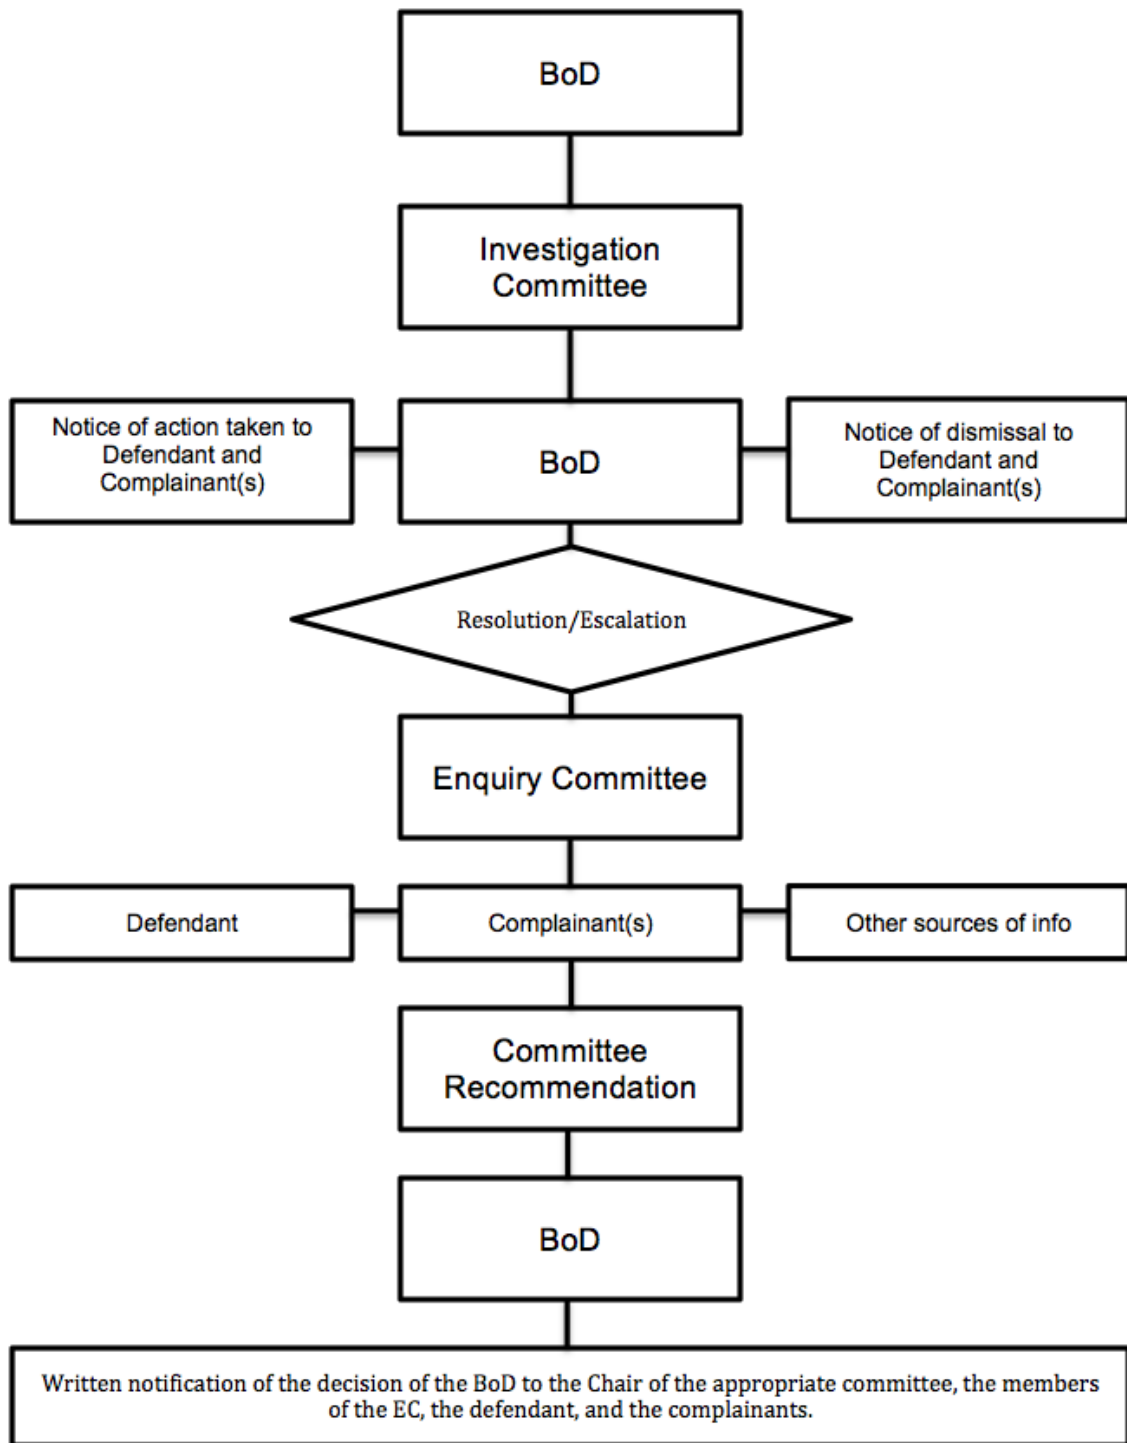 BoD
Investigation
Committee
Notice of action taken to
Defendant and
Complainant(s)
BoD
Notice of dismissal to
Defendant and
Complainant(s)
Resolution/Escalation
Enquiry Committee
Defendant
Complainant(s)
Other sources of info
Committee
Recommendation
BoD
Written notification of the decision of the BoD to the Chair of the appropriate committee, the members
of the EC, the defendant, and the complainants.